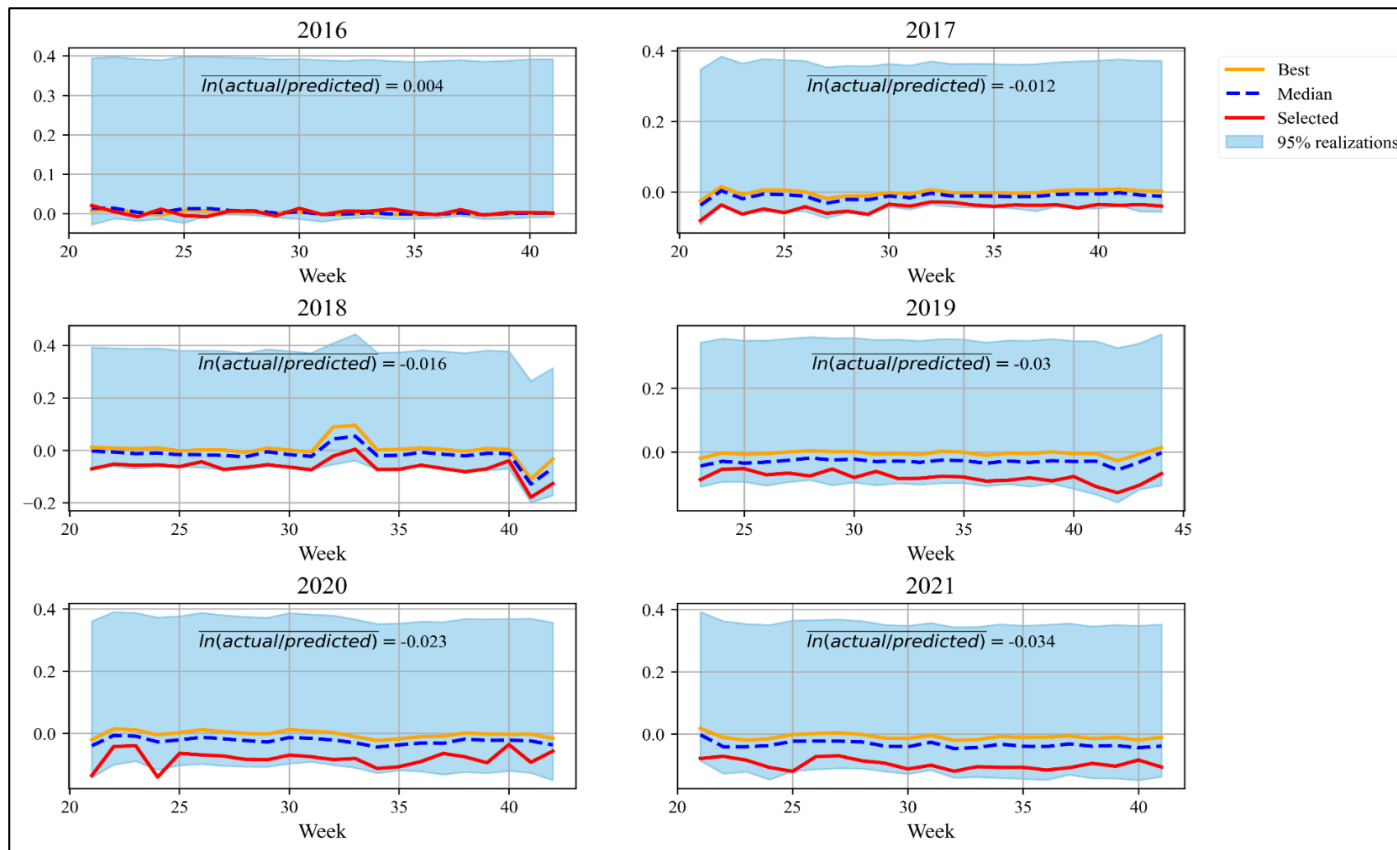 2016
0.4
0.3
0.2
0.1
0.0
ln(actual/predicted) = 0.004
20 25 30 35 40
Week
2017
0.4
0.2
0.0
ln(actual/predicted) = -0.012
20 25 30 35 40
Week
Best
Median
Selected
95% realizations
2018
0.4
0.2
0.0
−0.2
ln(actual/predicted) = -0.016
20 25 30 35 40
Week
2019
0.2
0.0
ln(actual/predicted) = -0.03
25 30 35 40 45
Week
2020
0.4
0.2
0.0
ln(actual/predicted) = -0.023
20 25 30 35 40
Week
2021
0.4
0.2
0.0
ln(actual/predicted) = -0.034
20 25 30 35 40
Week